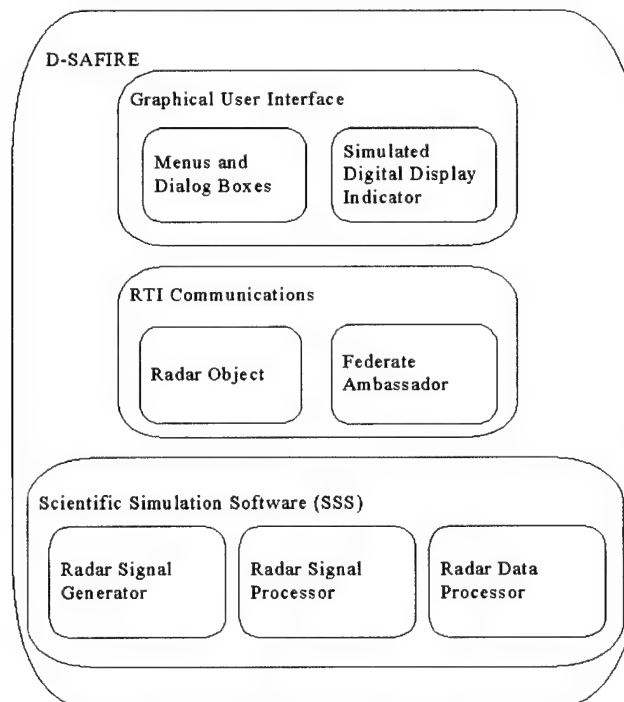 D-SAFIRE
Graphical User Interface
Menus and
Dialog Boxes
Simulated
Digital Display
Indicator
RTI Communications
Radar Object
Federate
Ambassador
Scientific Simulation Software (SSS)
Radar Signal
Generator
Radar Signal
Processor
Radar Data
Processor